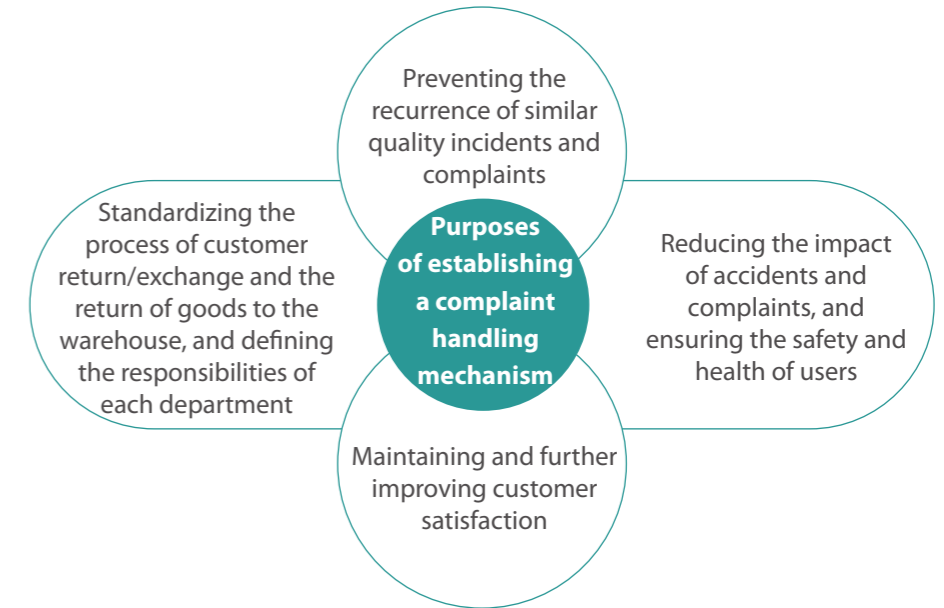 Preventing the
recurrence of similar
quality incidents and
complaints
Standardizing the
process of customer
return/exchange and the
return of goods to the
warehouse, and defining
the responsibilities of
each department
Purposes
of establishing
a complaint
handling
mechanism
Reducing the impact
of accidents and
complaints, and
ensuring the safety and
health of users
Maintaining and further
improving customer
satisfaction